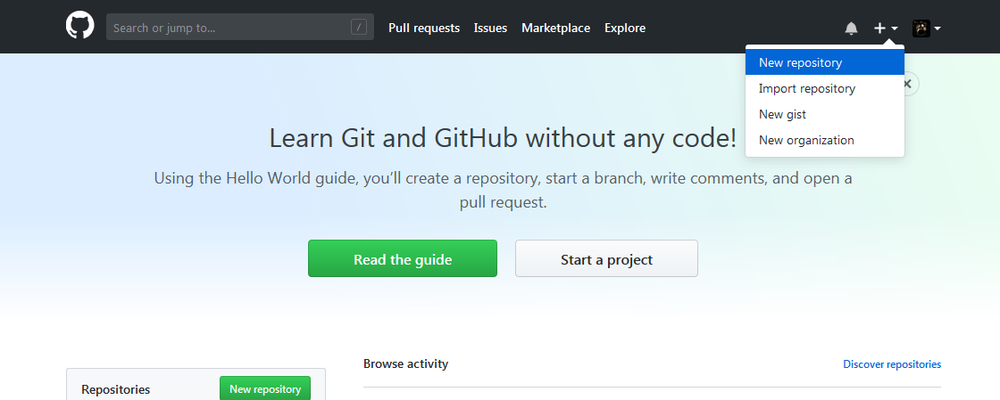 Search or jump to...
/
Pull requests
Issues
Marketplace
Explore
New repository
Import repository
New gist
New organization
Learn Git and GitHub without any code!
Using the Hello World guide, you’ll create a repository, start a branch, write comments, and open a
pull request.
Read the guide
Start a project
Repositories
New repository
Browse activity
Discover repositories